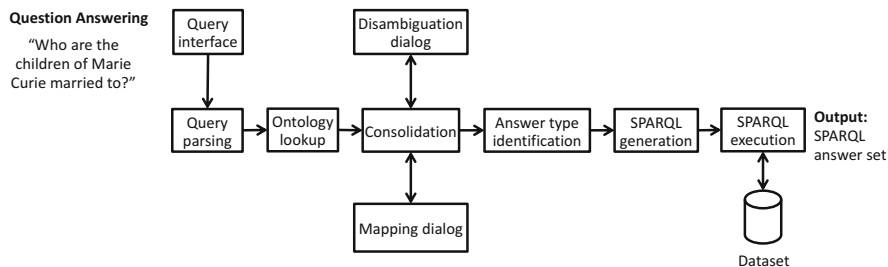 Question Answering
“Who are the
children of Marie
Curie married to?”
Query
interface
Disambiguation
dialog
Query
parsing
Ontology
lookup
Consolidation
Answer type
identification
SPARQL
generation
SPARQL
execution
Output:
SPARQL
answer set
Mapping dialog
Dataset